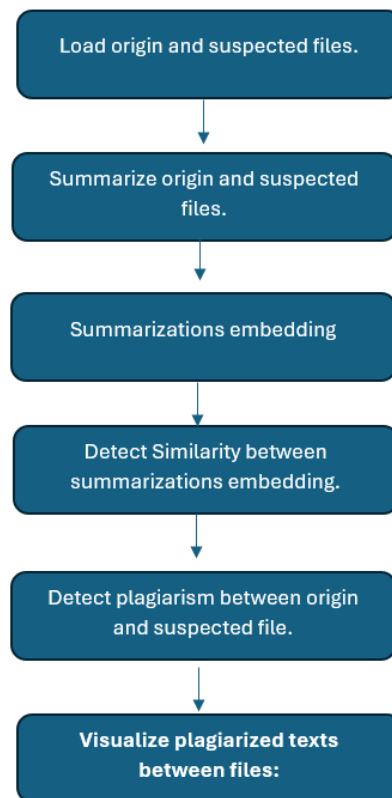 Load origin and suspected files.
Summarize origin and suspected
files.
Summarizations embedding
Detect Similarity between
summarizations embedding.
Detect plagiarism between origin
and suspected file.
Visualize plagiarized texts
between files: